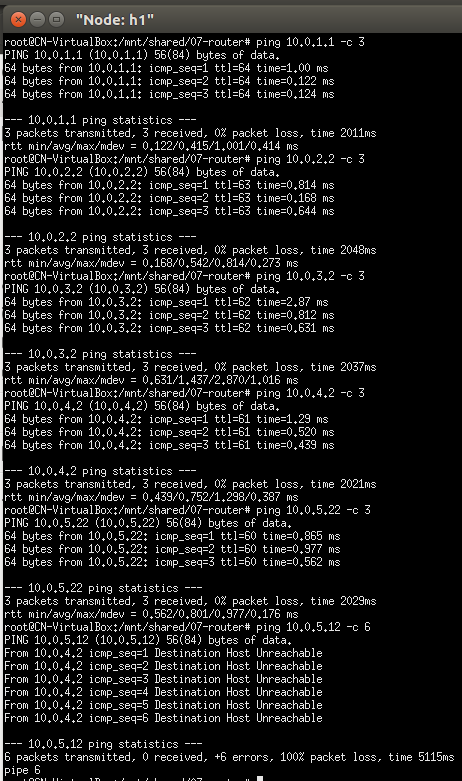 "Node: h1"
root@CN-VirtualBox:/mnt/shared/07-router# ping 10.0.1.1 -c 3
PING 10.0.1.1 (10.0.1.1) 56(84) bytes of data.
64 bytes from 10.0.1.1: icmp_seq=1 ttl=64 time=1.00 ms
64 bytes from 10.0.1.1: icmp_seq=2 ttl=64 time=0.122 ms
64 bytes from 10.0.1.1: icmp_seq=3 ttl=64 time=0.124 ms
--- 10.0.1.1 ping statistics ---
3 packets transmitted, 3 received, 0% packet loss, time 2011ms
rtt min/avg/max/mdev = 0.122/0.415/1.001/0.414 ms
root@CN-VirtualBox:/mnt/shared/07-router# ping 10.0.2.2 -c 3
PING 10.0.2.2 (10.0.2.2) 56(84) bytes of data.
64 bytes from 10.0.2.2: icmp_seq=1 ttl=63 time=0.814 ms
64 bytes from 10.0.2.2: icmp_seq=2 ttl=63 time=0.168 ms
64 bytes from 10.0.2.2: icmp_seq=3 ttl=63 time=0.644 ms
--- 10.0.2.2 ping statistics ---
3 packets transmitted, 3 received, 0% packet loss, time 2048ms
rtt min/avg/max/mdev = 0.168/0.542/0.814/0.273 ms
root@CN-VirtualBox:/mnt/shared/07-router# ping 10.0.3.2 -c 3
PING 10.0.3.2 (10.0.3.2) 56(84) bytes of data.
64 bytes from 10.0.3.2: icmp_seq=1 ttl=62 time=2.87 ms
64 bytes from 10.0.3.2: icmp_seq=2 ttl=62 time=0.812 ms
64 bytes from 10.0.3.2: icmp_seq=3 ttl=62 time=0.631 ms
--- 10.0.3.2 ping statistics ---
3 packets transmitted, 3 received, 0% packet loss, time 2037ms
rtt min/avg/max/mdev = 0.631/1.437/2.870/1.016 ms
root@CN-VirtualBox:/mnt/shared/07-router# ping 10.0.4.2 -c 3
PING 10.0.4.2 (10.0.4.2) 56(84) bytes of data.
64 bytes from 10.0.4.2: icmp_seq=1 ttl=61 time=1.29 ms
64 bytes from 10.0.4.2: icmp_seq=2 ttl=61 time=0.520 ms
64 bytes from 10.0.4.2: icmp_seq=3 ttl=61 time=0.439 ms
--- 10.0.4.2 ping statistics ---
3 packets transmitted, 3 received, 0% packet loss, time 2021ms
rtt min/avg/max/mdev = 0.439/0.752/1.298/0.387 ms
root@CN-VirtualBox:/mnt/shared/07-router# ping 10.0.5.22 -c 3
PING 10.0.5.22 (10.0.5.22) 56(84) bytes of data.
64 bytes from 10.0.5.22: icmp_seq=1 ttl=60 time=0.865 ms
64 bytes from 10.0.5.22: icmp_seq=2 ttl=60 time=0.977 ms
64 bytes from 10.0.5.22: icmp_seq=3 ttl=60 time=0.562 ms
--- 10.0.5.22 ping statistics ---
3 packets transmitted, 3 received, 0% packet loss, time 2029ms
rtt min/avg/max/mdev = 0.562/0.801/0.977/0.176 ms
root@CN-VirtualBox:/mnt/shared/07-router# ping 10.0.5.12 -c 6
PING 10.0.5.12 (10.0.5.12) 56(84) bytes of data.
From 10.0.4.2 icmp_seq=1 Destination Host Unreachable
From 10.0.4.2 icmp_seq=2 Destination Host Unreachable
From 10.0.4.2 icmp_seq=3 Destination Host Unreachable
From 10.0.4.2 icmp_seq=4 Destination Host Unreachable
From 10.0.4.2 icmp_seq=5 Destination Host Unreachable
From 10.0.4.2 icmp_seq=6 Destination Host Unreachable
--- 10.0.5.12 ping statistics ---
6 packets transmitted, 0 received, +6 errors, 100% packet loss, time 5115ms
pipe 6